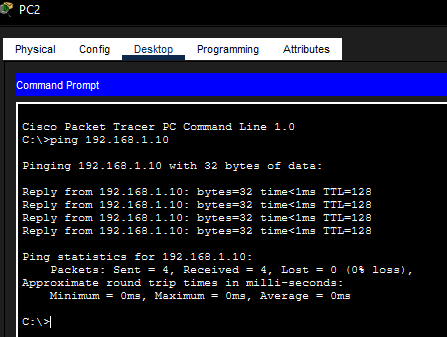 PC2
Physical Config Desktop Programming Attributes
Command Prompt
Cisco Packet Tracer PC Command Line 1.0
C:\>ping 192.168.1.10
Pinging 192.168.1.10 with 32 bytes of data:
Reply from 192.168.1.10: bytes=32 time<1ms TTL=128
Reply from 192.168.1.10: bytes=32 time<1ms TTL=128
Reply from 192.168.1.10: bytes=32 time<1ms TTL=128
Reply from 192.168.1.10: bytes=32 time<1ms TTL=128
Ping statistics for 192.168.1.10:
    Packets: Sent = 4, Received = 4, Lost = 0 (0% loss),
Approximate round trip times in milli-seconds:
    Minimum = 0ms, Maximum = 0ms, Average = 0ms
C:\>